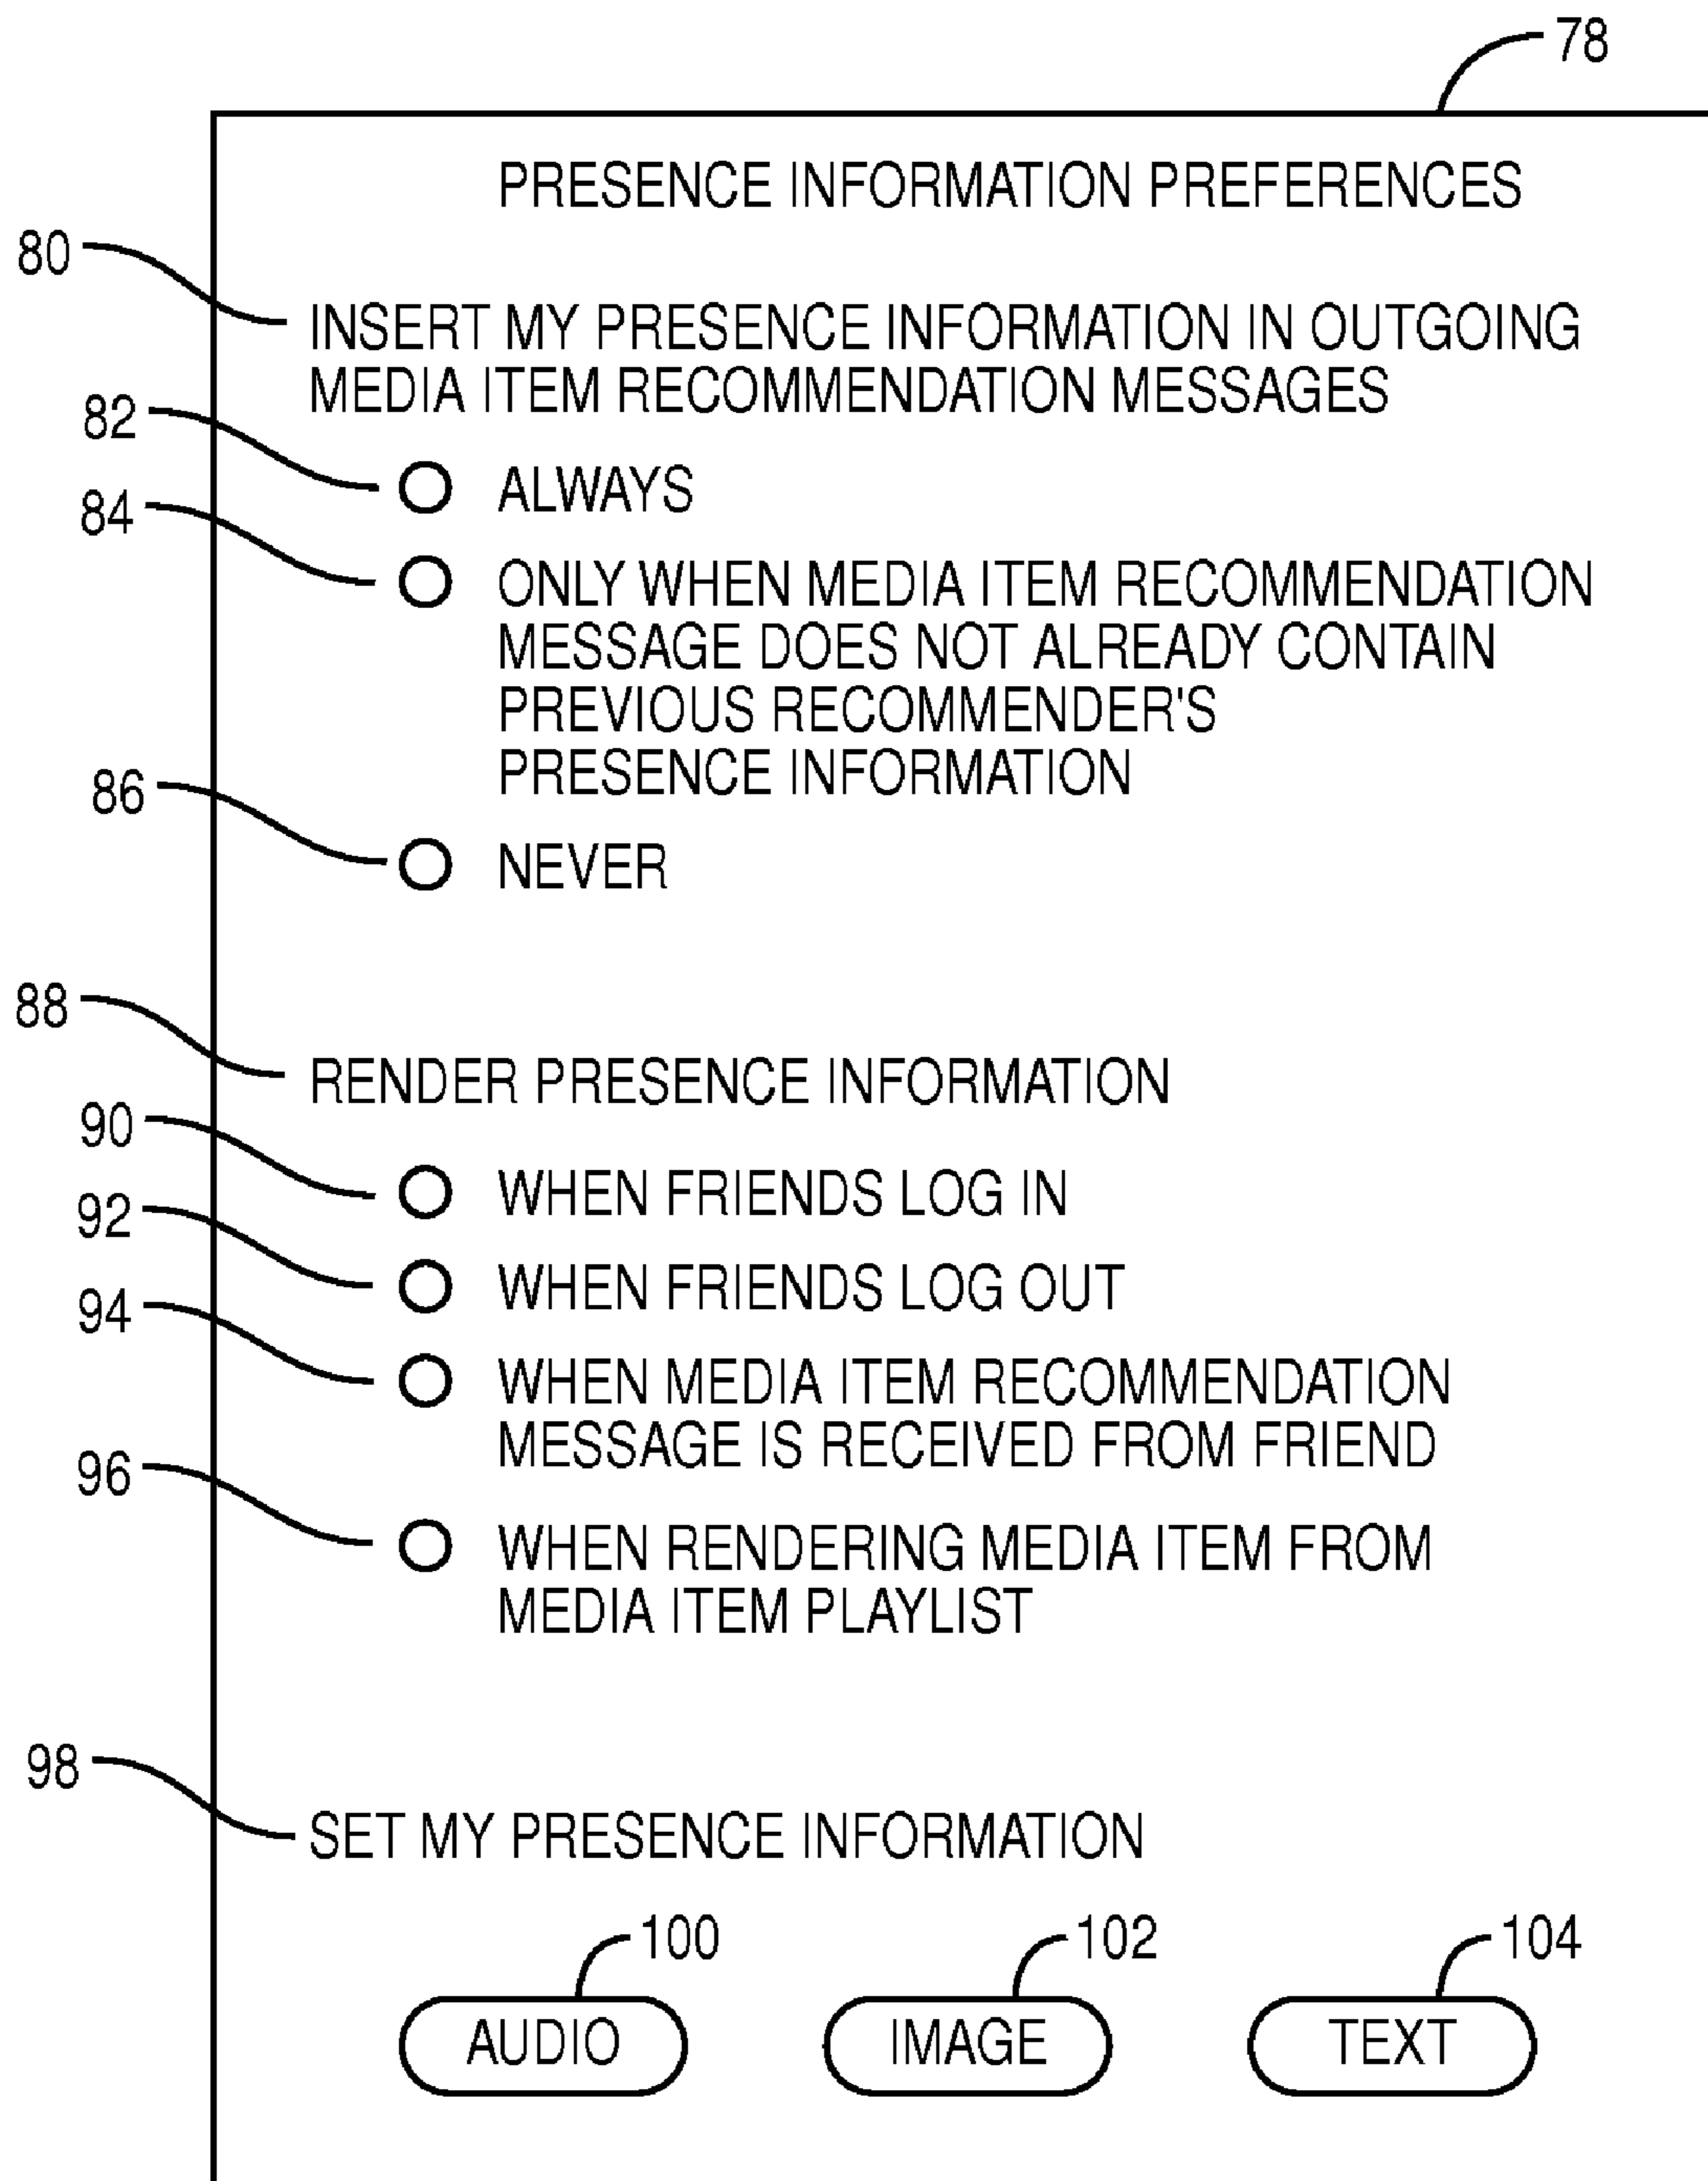 78
PRESENCE INFORMATION PREFERENCES
80
INSERT MY PRESENCE INFORMATION IN OUTGOING
MEDIA ITEM RECOMMENDATION MESSAGES
82
ALWAYS
84
ONLY WHEN MEDIA ITEM RECOMMENDATION
MESSAGE DOES NOT ALREADY CONTAIN
PREVIOUS RECOMMENDER'S
PRESENCE INFORMATION
86
NEVER
88
RENDER PRESENCE INFORMATION
90
WHEN FRIENDS LOG IN
92
WHEN FRIENDS LOG OUT
94
WHEN MEDIA ITEM RECOMMENDATION
MESSAGE IS RECEIVED FROM FRIEND
96
WHEN RENDERING MEDIA ITEM FROM
MEDIA ITEM PLAYLIST
98
SET MY PRESENCE INFORMATION
100
102
104
AUDIO
IMAGE
TEXT